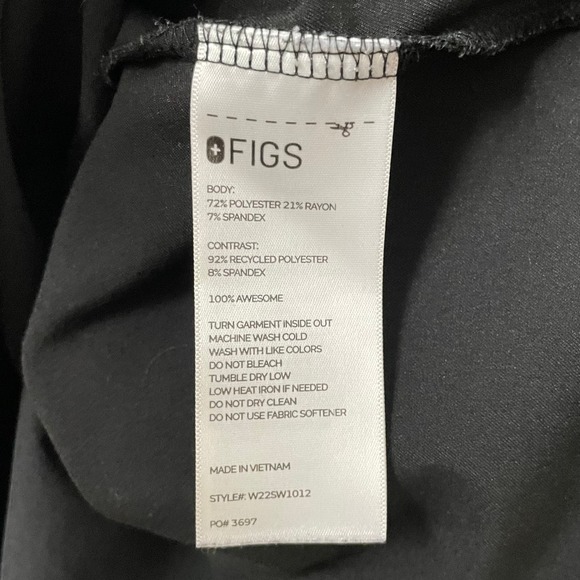 FIGS
BODY:
72% POLYESTER 21% RAYON
7% SPANDEX
CONTRAST:
92% RECYCLED POLYESTER
8% SPANDEX
100% AWESOME
TURN GARMENT INSIDE OUT
MACHINE WASH COLD
WASH WITH LIKE COLORS
DO NOT BLEACH
TUMBLE DRY LOW
LOW HEAT IRON IF NEEDED
DO NOT DRY CLEAN
DO NOT USE FABRIC SOFTENER
MADE IN VIETNAM
STYLE#: W22SW1012
PO# 3697